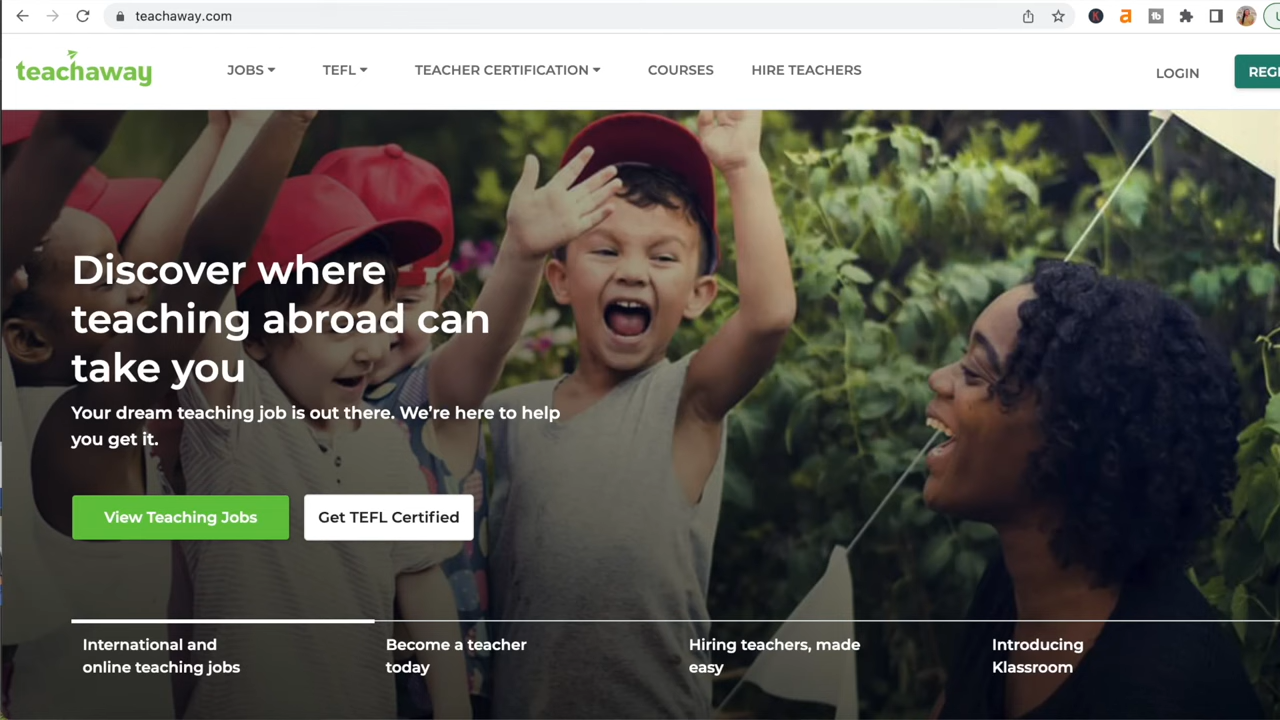 teachaway.com
teachaway
JOBS
TEFL
TEACHER CERTIFICATION
COURSES
HIRE TEACHERS
LOGIN
Discover where
teaching abroad can
take you
Your dream teaching job is out there. We're here to help
you get it.
View Teaching Jobs
Get TEFL Certified
International and
online teaching jobs
Become a teacher
today
Hiring teachers, made
easy
Introducing
Klassroom